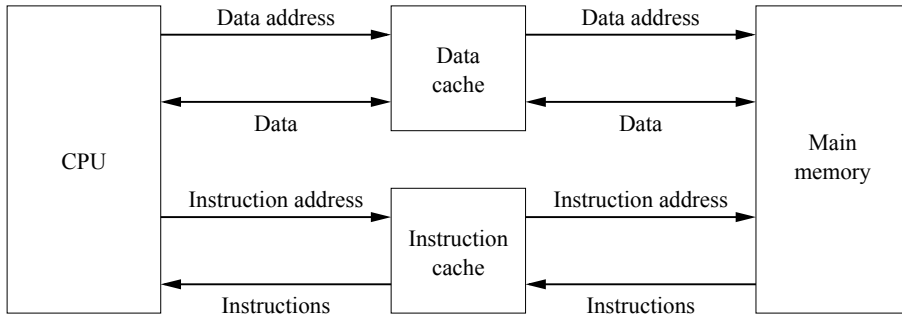 Data address
Data address
Data
cache
Data
Data
CPU
Main
memory
Instruction address
Instruction address
Instruction
cache
Instructions
Instructions